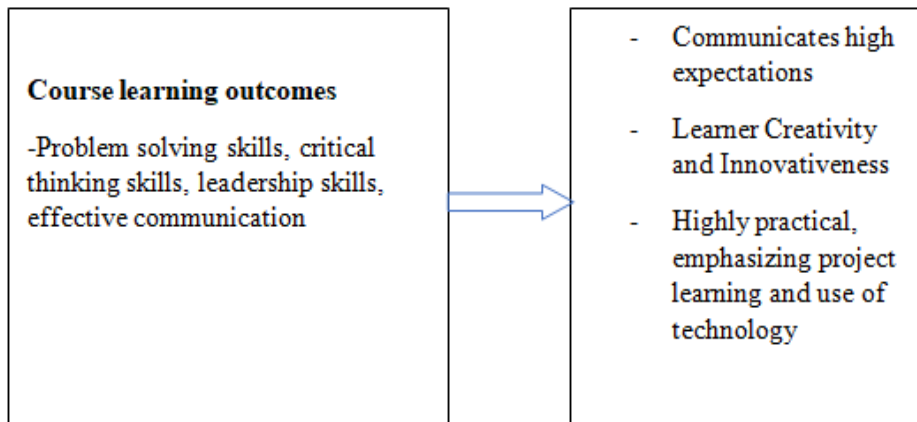 Course learning outcomes
-Problem solving skills, critical
thinking skills, leadership skills,
effective communication
- Communicates high
expectations
- Learner Creativity
and Innovativeness
- Highly practical,
emphasizing project
learning and use of
technology